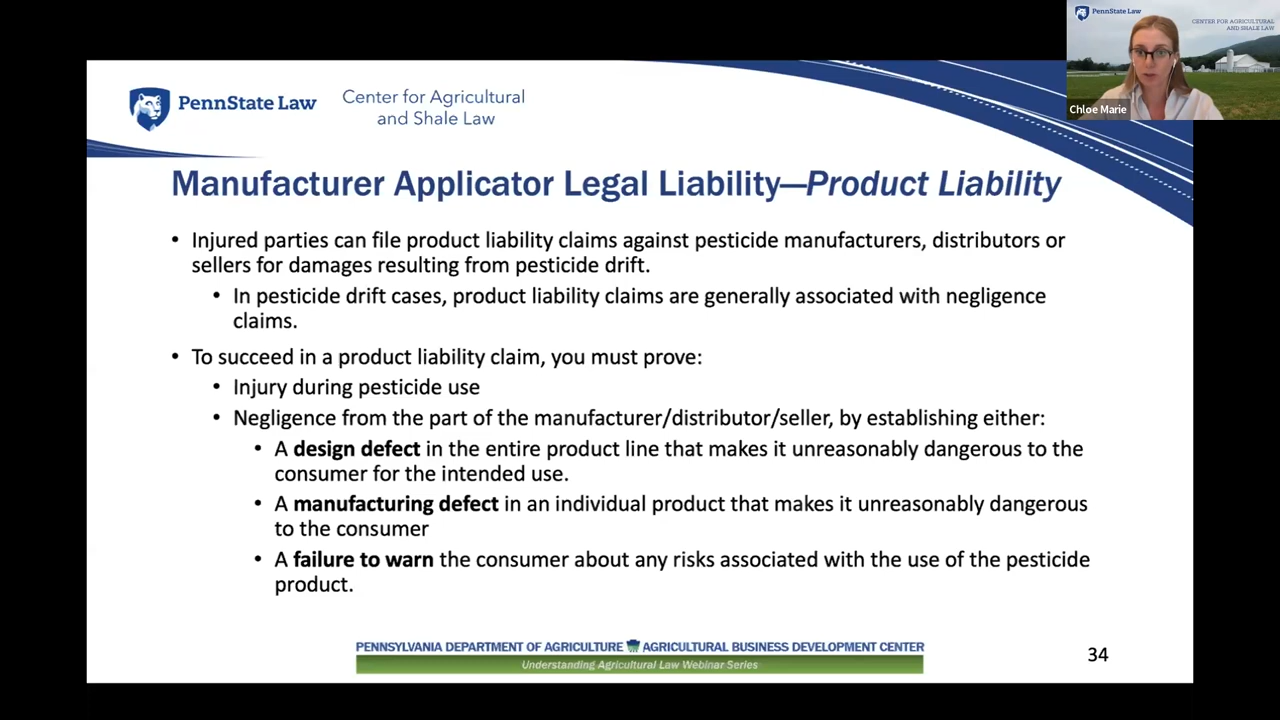 PennState Law
CENTER FOR AGRICULTURAL
AND SHALE LAW
Chloe Marie
PennState Law
Center for Agricultural
and Shale Law
Manufacturer Applicator Legal Liability—Product Liability
• Injured parties can file product liability claims against pesticide manufacturers, distributors or
sellers for damages resulting from pesticide drift.
• In pesticide drift cases, product liability claims are generally associated with negligence
claims.
• To succeed in a product liability claim, you must prove:
• Injury during pesticide use
• Negligence from the part of the manufacturer/distributor/seller, by establishing either:
• A design defect in the entire product line that makes it unreasonably dangerous to the
consumer for the intended use.
• A manufacturing defect in an individual product that makes it unreasonably dangerous
to the consumer
• A failure to warn the consumer about any risks associated with the use of the pesticide
product.
PENNSYLVANIA DEPARTMENT OF AGRICULTURE AGRICULTURAL BUSINESS DEVELOPMENT CENTER
Understanding Agricultural Law Webinar Series
34